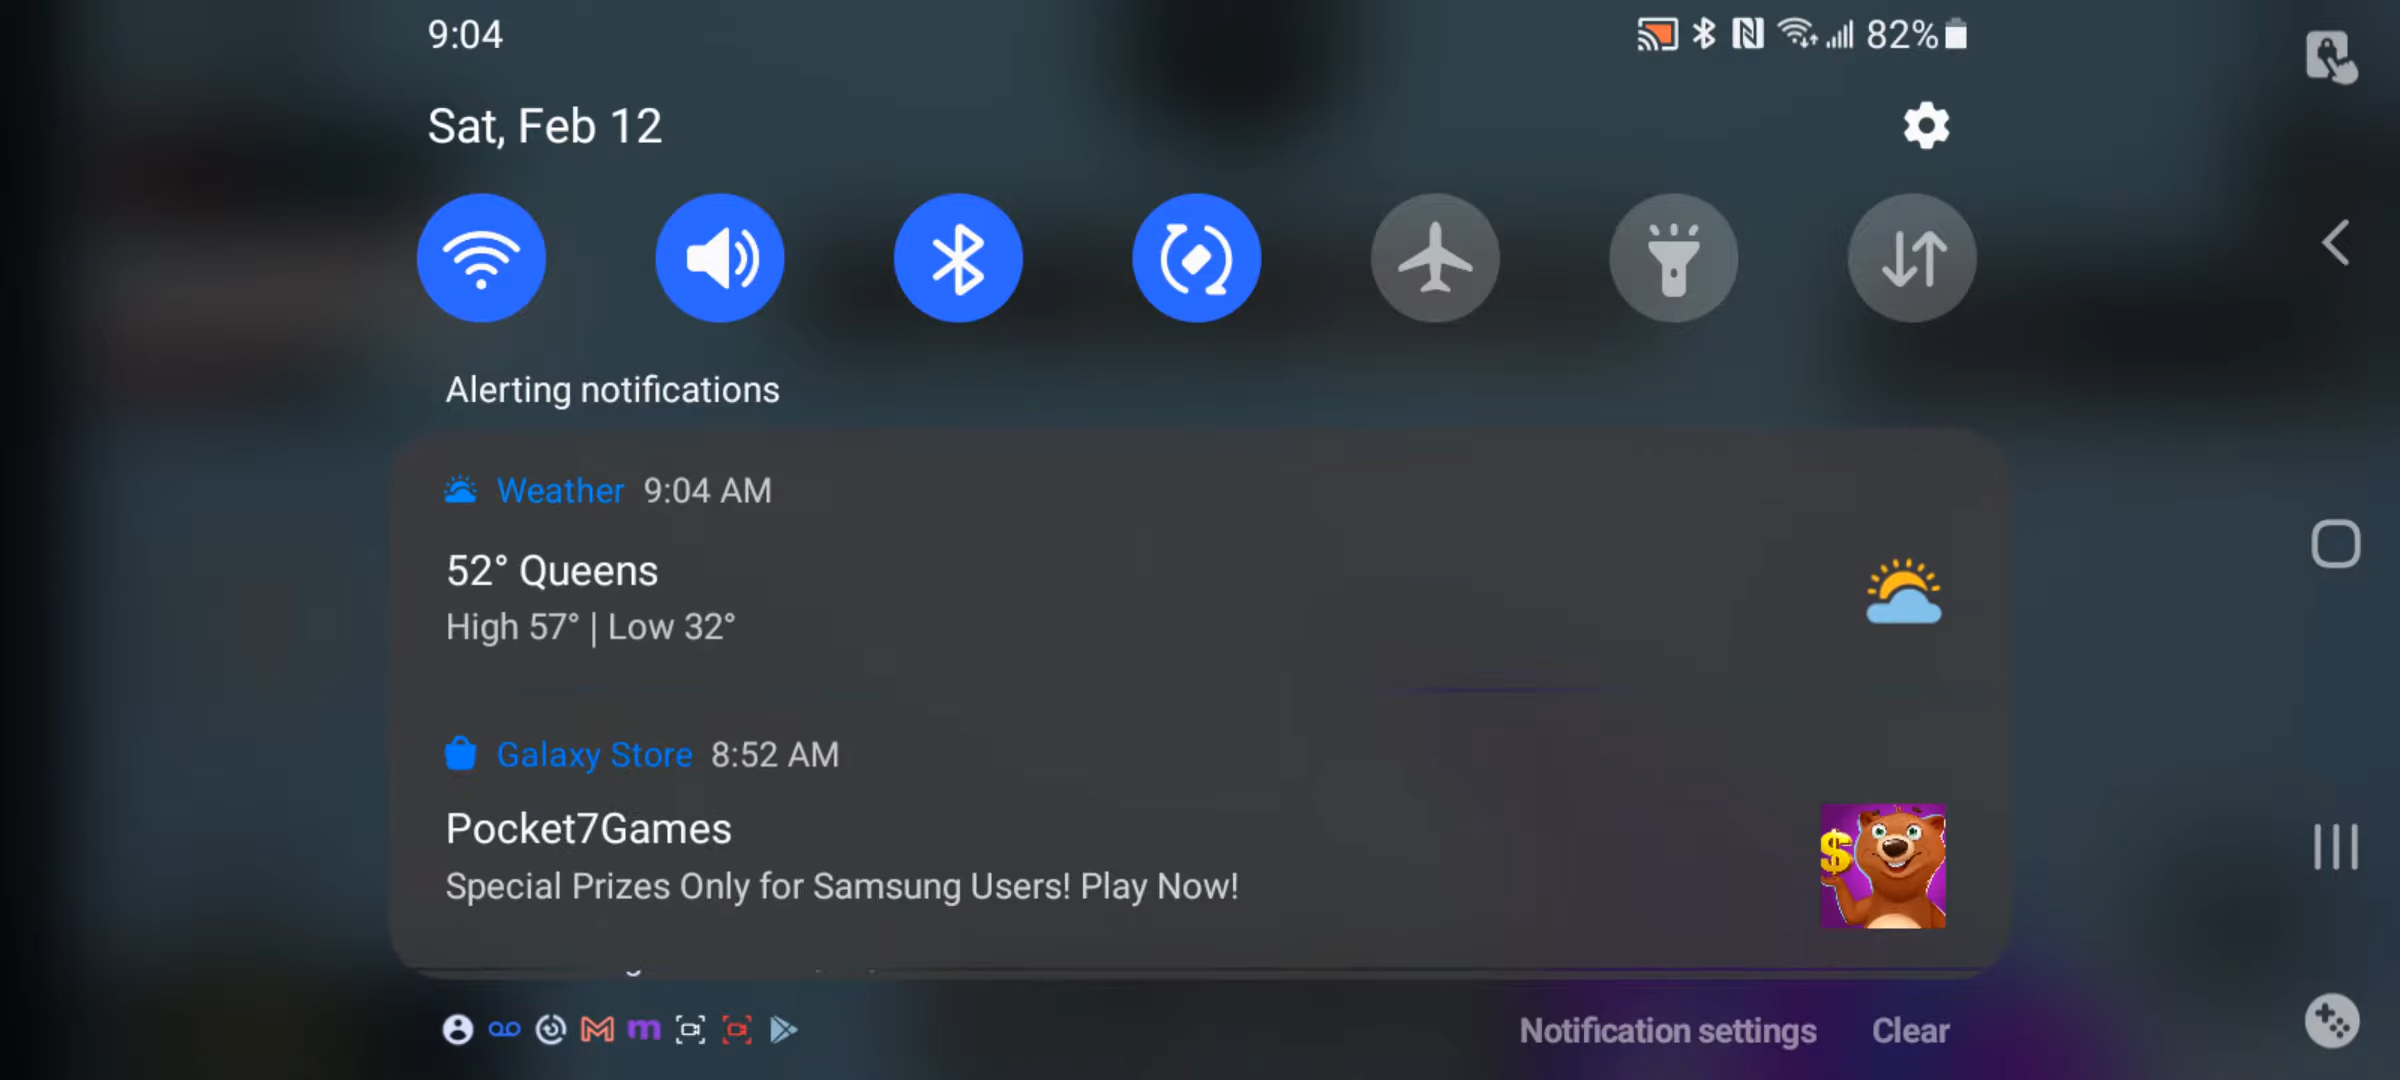 9:04
82%
Sat, Feb 12
Alerting notifications
Weather 9:04 AM
52° Queens
High 57° | Low 32°
Galaxy Store 8:52 AM
Pocket7Games
$
Special Prizes Only for Samsung Users! Play Now!
Notification settings Clear